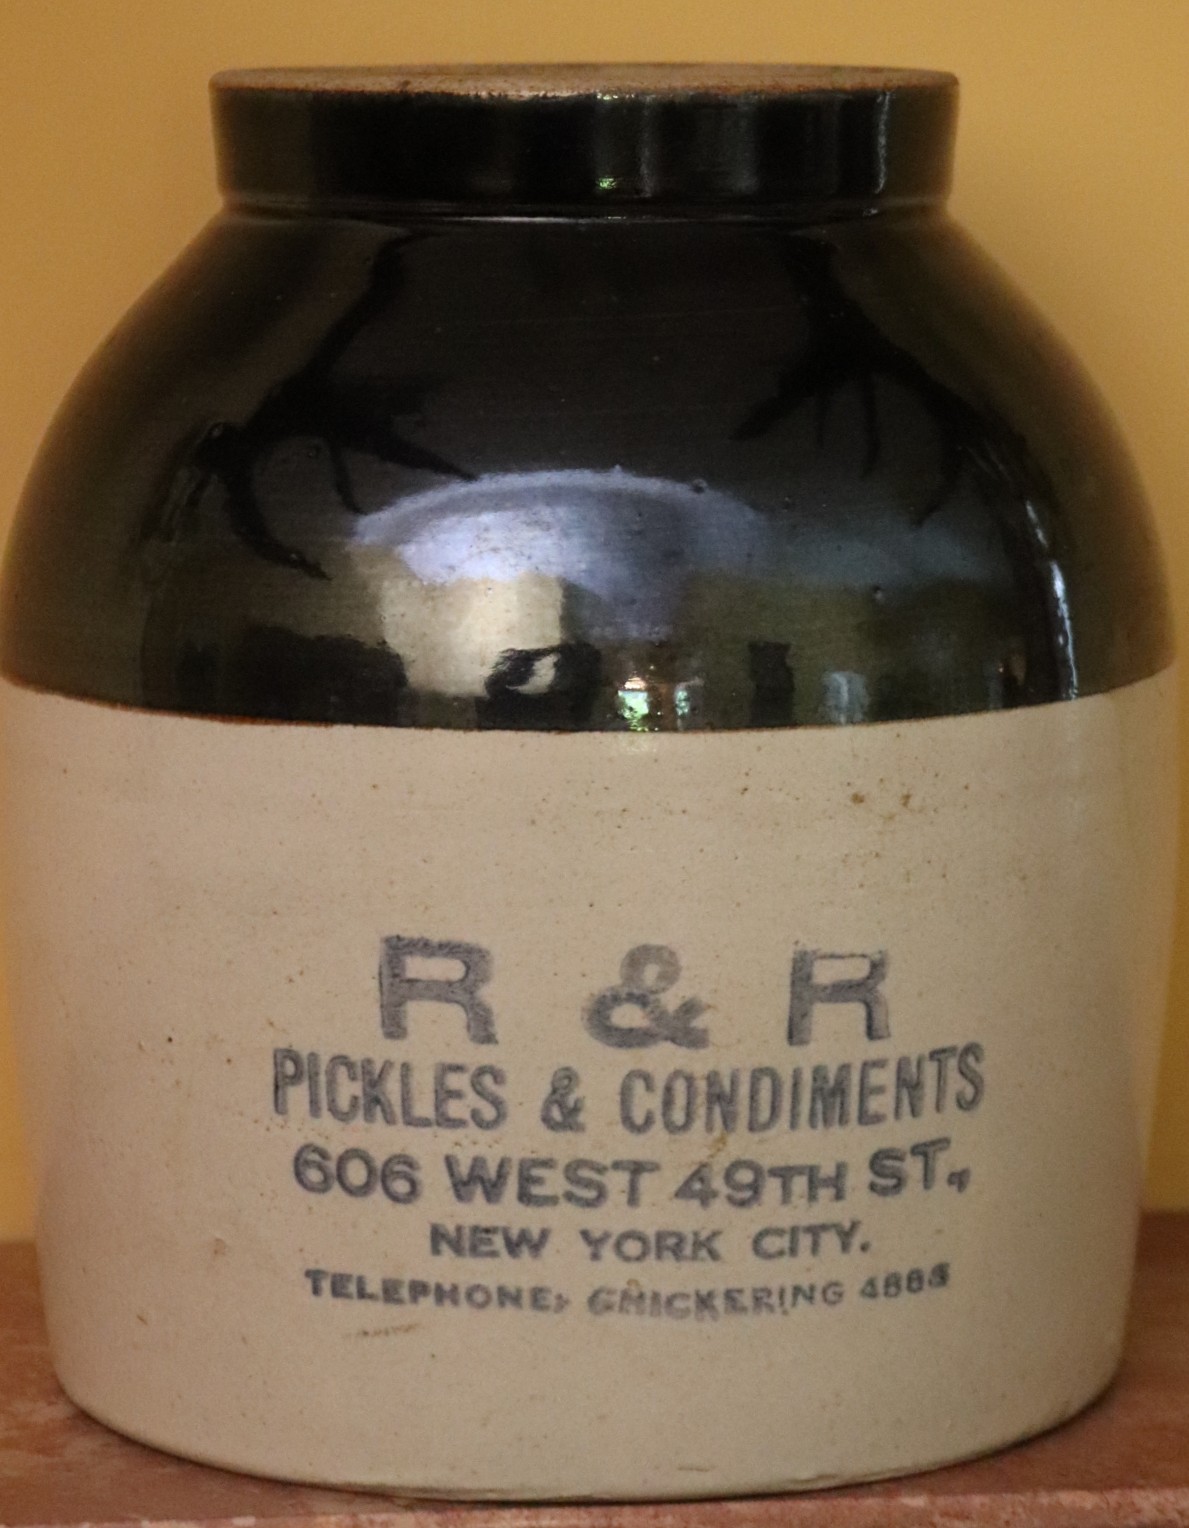 R & R
PICKLES & CONDIMENTS
606 WEST 49TH ST.,
NEW YORK CITY.
TELEPHONE, CHICKERING